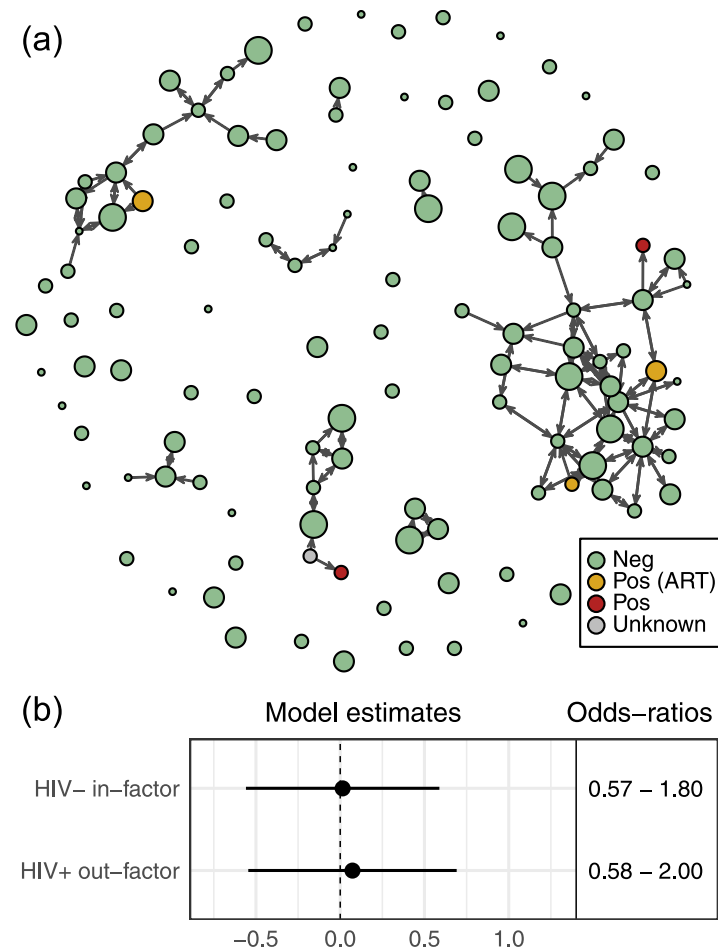 (a)
Neg
Pos (ART)
Pos
Unknown
(b)
Model estimates
Odds−ratios
HIV− in−factor
0.57 − 1.80
HIV+ out−factor
0.58 − 2.00
−0.5 0.0 0.5 1.0